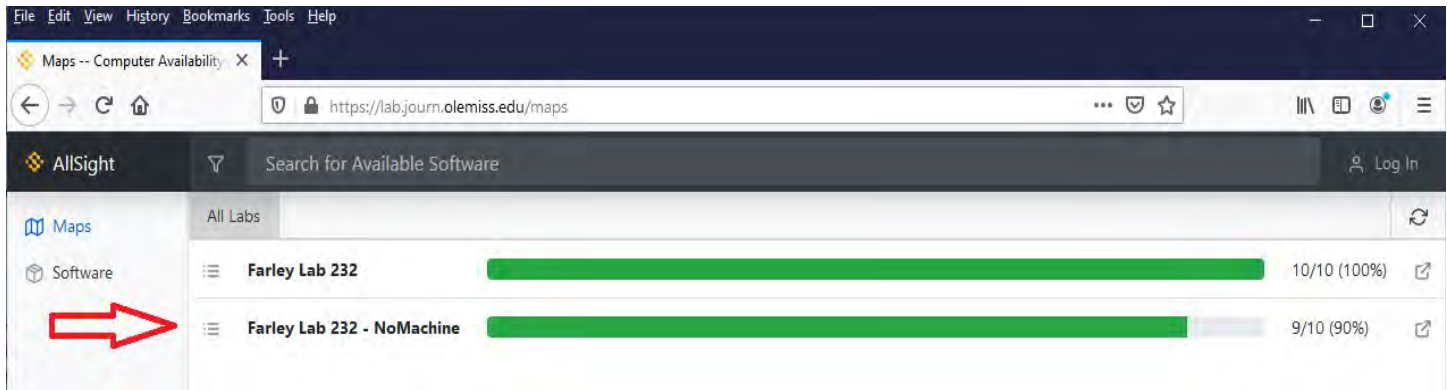 File Edit View History Bookmarks Tools Help
Maps -- Computer Availability
https://lab.journ.olemiss.edu/maps
AllSight
Search for Available Software
Log In
Maps
All Labs
Software
Farley Lab 232
10/10 (100%)
Farley Lab 232 - NoMachine
9/10 (90%)